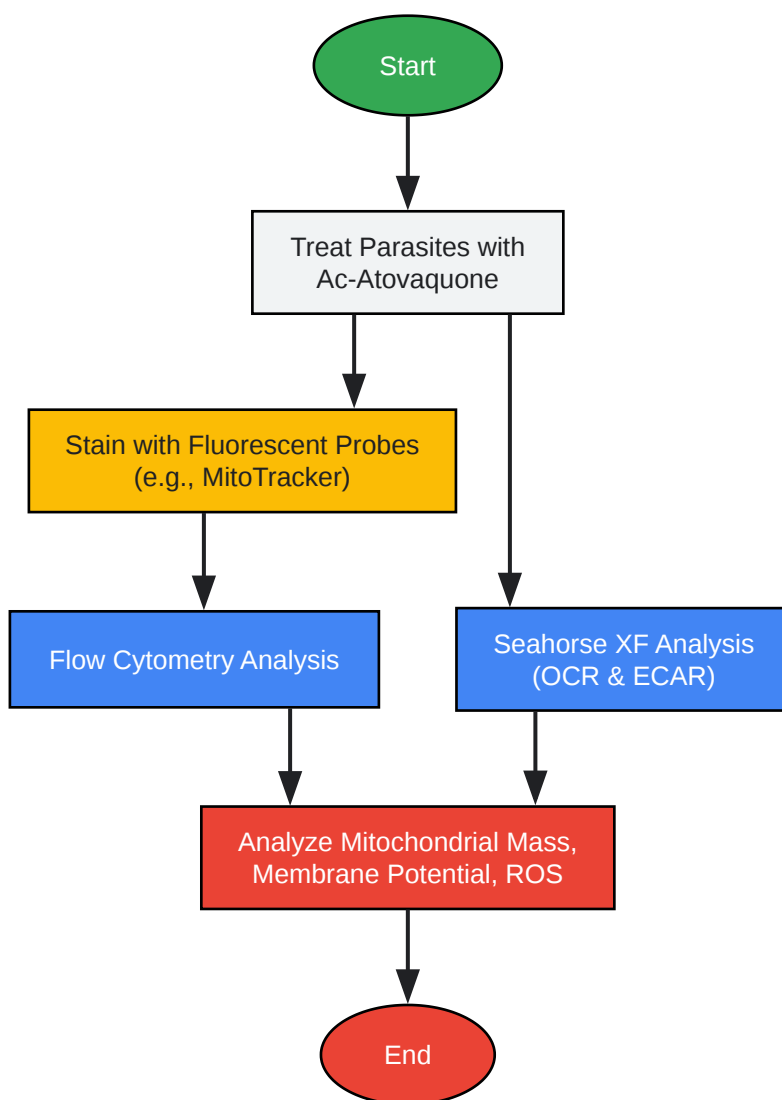 Start
Treat Parasites with
Ac-Atovaquone
Stain with Fluorescent Probes
(e.g., MitoTracker)
Flow Cytometry Analysis
Seahorse XF Analysis
(OCR & ECAR)
Analyze Mitochondrial Mass,
Membrane Potential, ROS
End